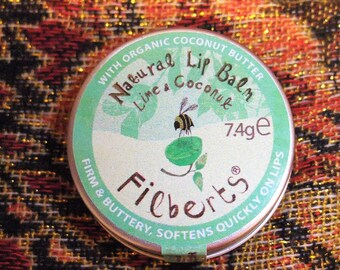 WITH ORGANIC COCONUT BUTTER
Natural Lip Balm
Lime & Coconut
7.4g e
Filberts®
FIRM & BUTTERY, SOFTENS QUICKLY ON LIPS